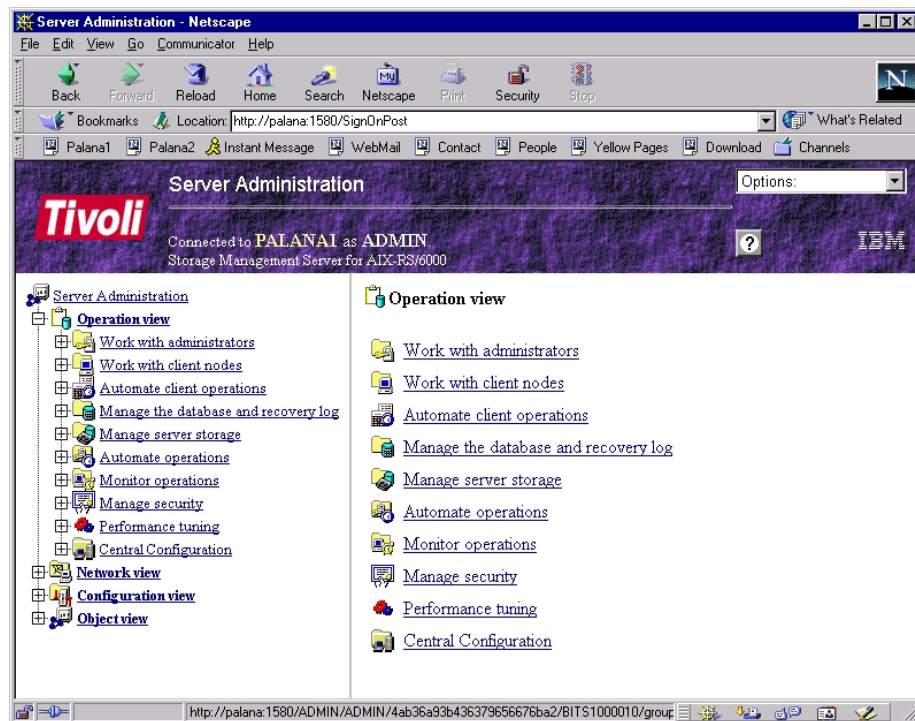 Server Administration - Netscape
File Edit View Go Communicator Help
Back Forward Reload Home Search Netscape Print Security Stop
My
N
Bookmarks Location: http://palana:1580/SignOnPost What's Related
Palana1 Palana2 Instant Message WebMail Contact People Yellow Pages Download Channels
Server Administration
Options:
Tivoli
Connected to PALANA1 as ADMIN
Storage Management Server for AIX-RS/6000
?
IBM
Server Administration
Operation view
Work with administrators
Work with client nodes
Automate client operations
Manage the database and recovery log
Manage server storage
Automate operations
Monitor operations
Manage security
Performance tuning
Central Configuration
Network view
Configuration view
Object view
Operation view
Work with administrators
Work with client nodes
Automate client operations
Manage the database and recovery log
Manage server storage
Automate operations
Monitor operations
Manage security
Performance tuning
Central Configuration
http://palana:1580/ADMIN/ADMIN/4ab36a93b436379656676ba2/BITS1000010/group